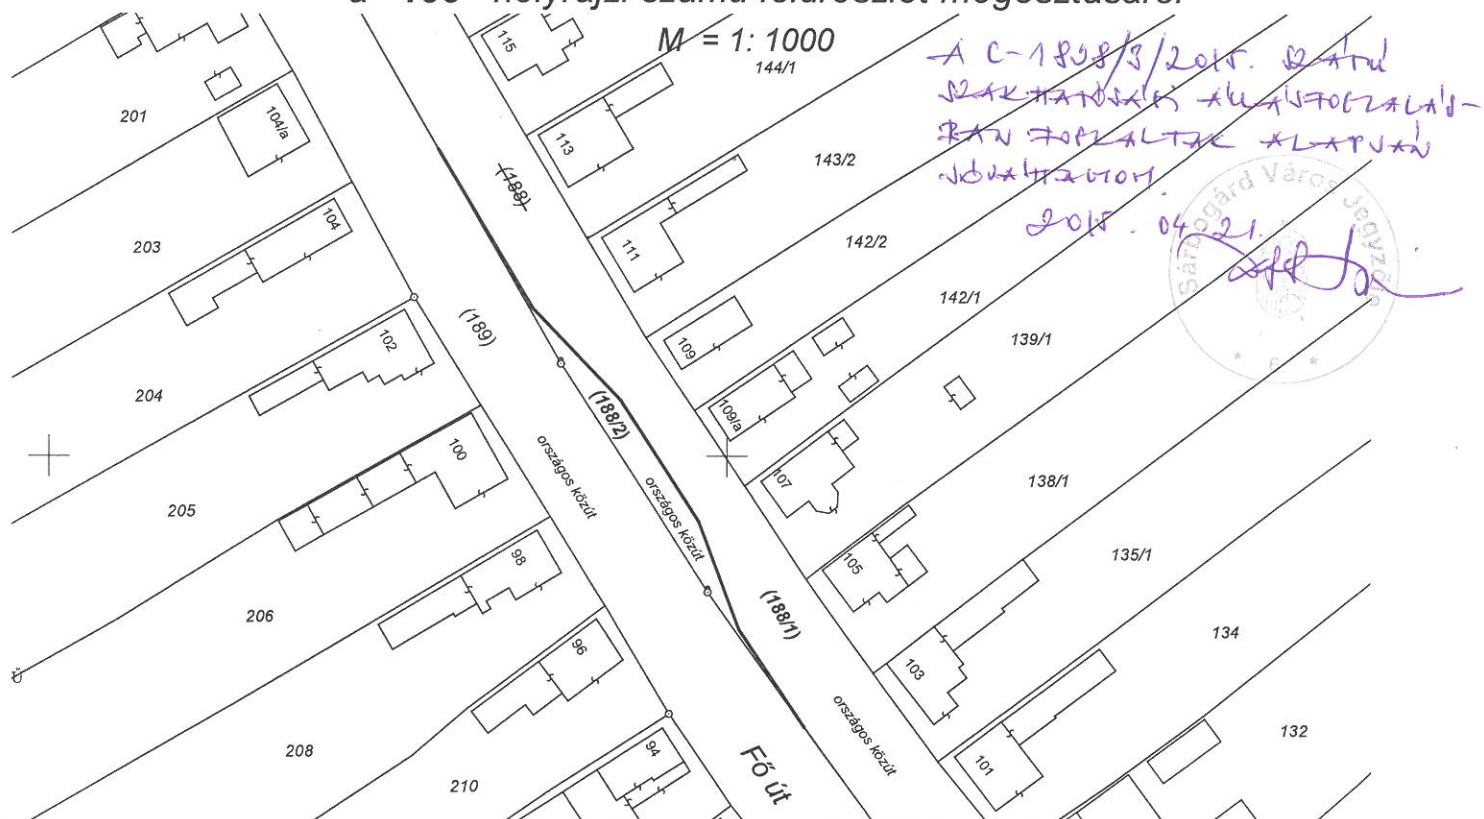 M = 1: 1000
144/1
115
A C-1898/3/2015. SZÁMÚ
SZAKHATÓSÁGI ÁLLÁSFOGLALÁS-
BAN FOGLALTAK ALAPJÁN
JÓVÁHAGYOM.
2015. 04. 21.
Sárbogárd Város Jegyzője
* 6 *
201
104/a
113
143/2
(188)
203
104
111
142/2
142/1
(189)
109
139/1
102
204
109/a
(188/2)
országos közút
100
országos közút
107
138/1
205
105
135/1
98
206
(188/1)
134
96
103
Ű
országos közút
132
208
94
Fő út
101
210